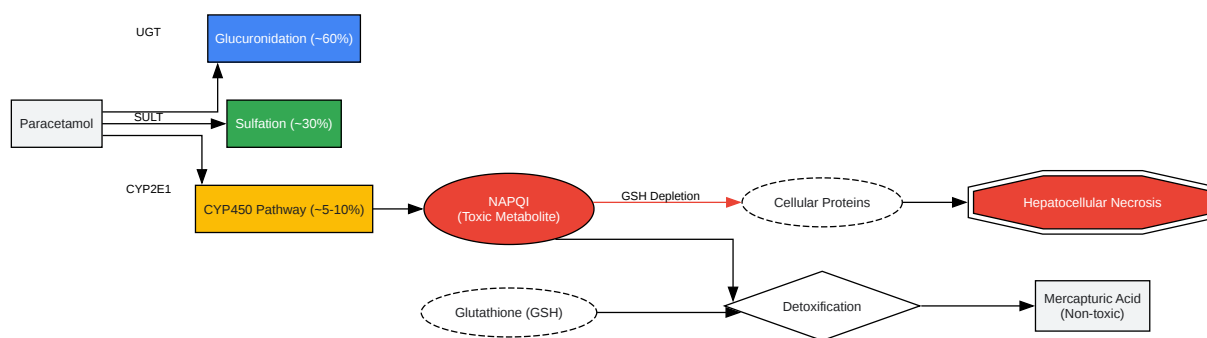 UGT
Glucuronidation (~60%)
Paracetamol
SULT
Sulfation (~30%)
CYP2E1
CYP450 Pathway (~5-10%)
NAPQI
(Toxic Metabolite)
GSH Depletion
Cellular Proteins
Hepatocellular Necrosis
Glutathione (GSH)
Detoxification
Mercapturic Acid
(Non-toxic)